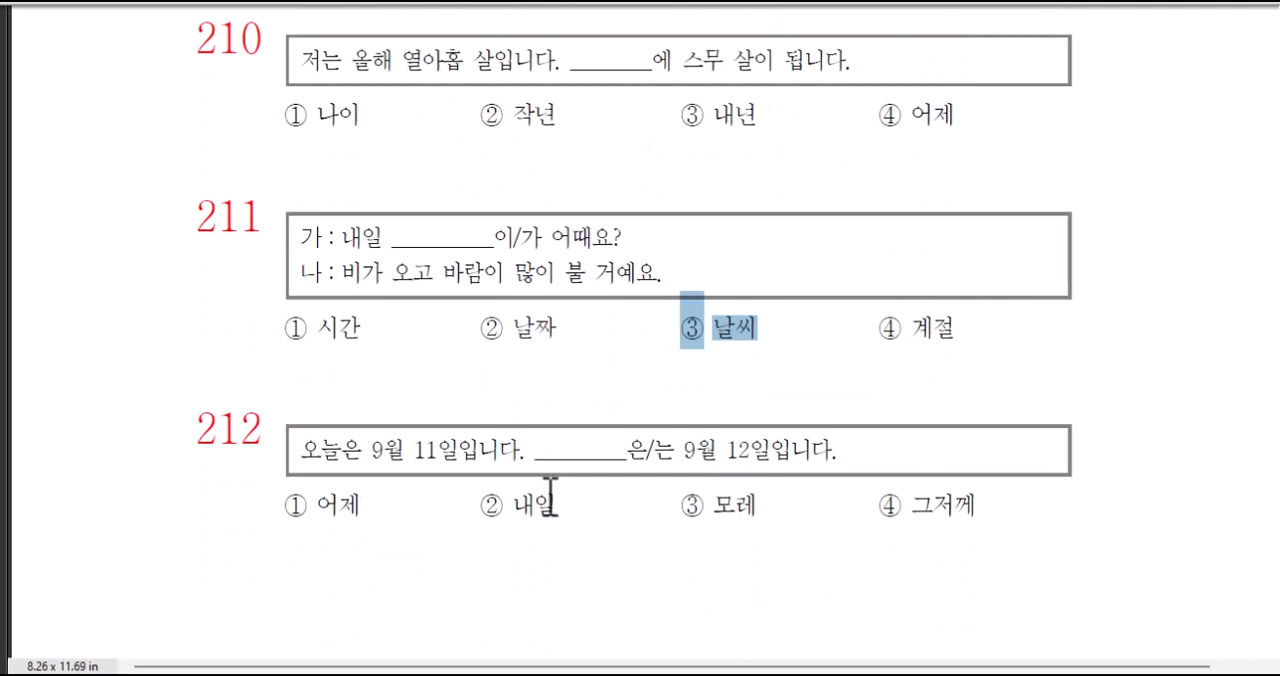 210
저는 올해 열아홉 살입니다. ________에 스무 살이 됩니다.
① 나이 ② 작년 ③ 내년 ④ 어제
211
가 : 내일 __________이/가 어때요?
나 : 비가 오고 바람이 많이 불 거예요.
① 시간 ② 날짜 ③ 날씨 ④ 계절
212
오늘은 9월 11일입니다. _________은/는 9월 12일입니다.
① 어제 ② 내일 ③ 모레 ④ 그저께
8.26 x 11.69 in